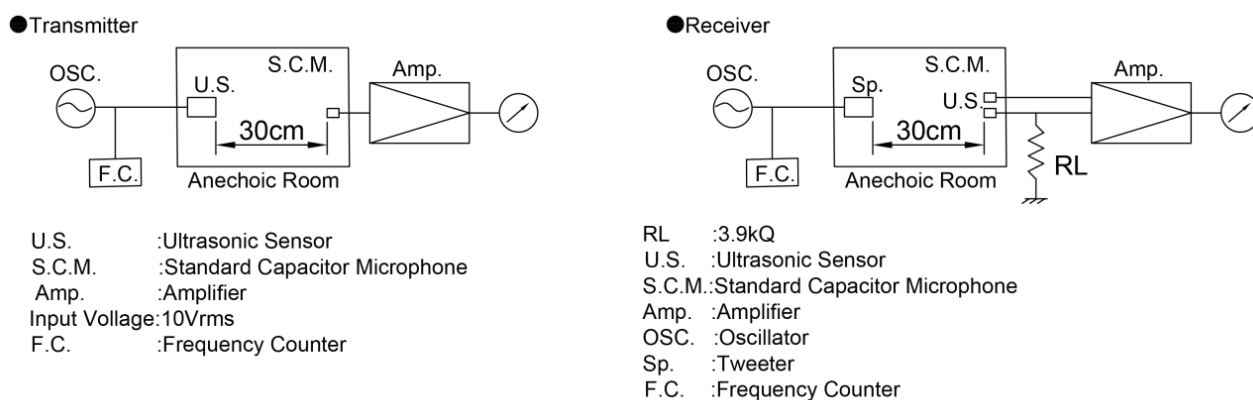 ●Transmitter
OSC.
U.S.
S.C.M.
Amp.
30cm
F.C.
Anechoic Room
U.S. :Ultrasonic Sensor
S.C.M. :Standard Capacitor Microphone
Amp. :Amplifier
Input Vollage:10Vrms
F.C. :Frequency Counter
●Receiver
OSC.
Sp.
S.C.M.
U.S.
Amp.
30cm
F.C.
Anechoic Room
RL
RL :3.9kQ
U.S. :Ultrasonic Sensor
S.C.M.:Standard Capacitor Microphone
Amp. :Amplifier
OSC. :Oscillator
Sp. :Tweeter
F.C. :Frequency Counter